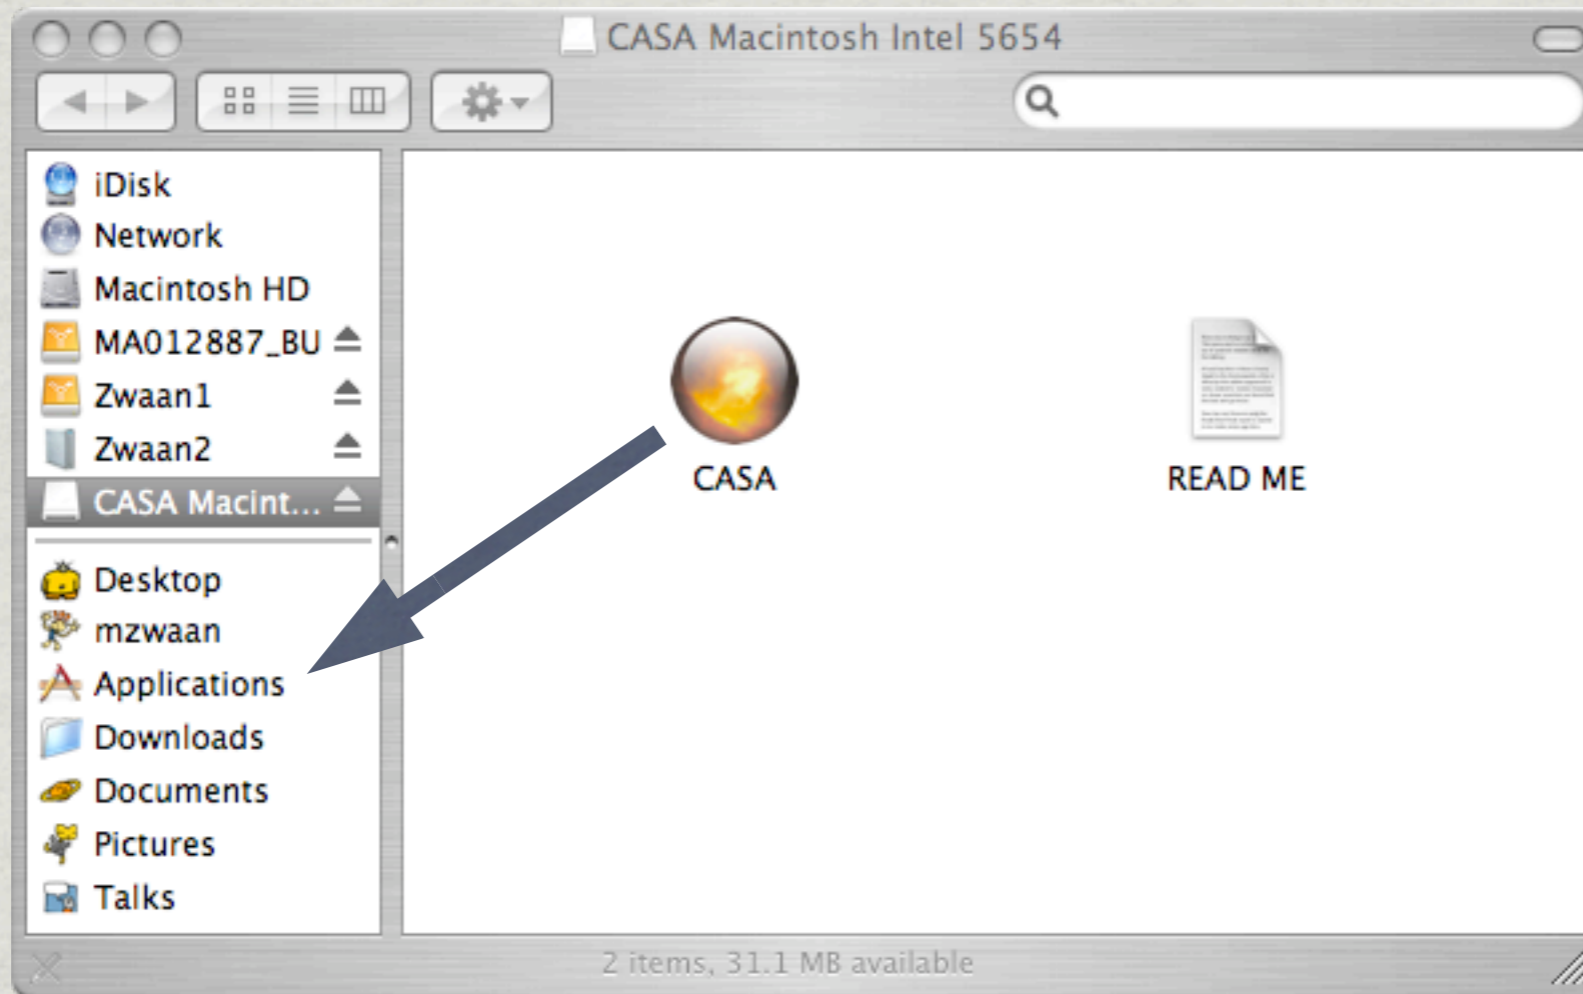 CASA Macintosh Intel 5654
iDisk
Network
Macintosh HD
MA012887_BU
Zwaan1
Zwaan2
CASA Macint...
Desktop
mzwaan
Applications
Downloads
Documents
Pictures
Talks
CASA
READ ME
2 items, 31.1 MB available